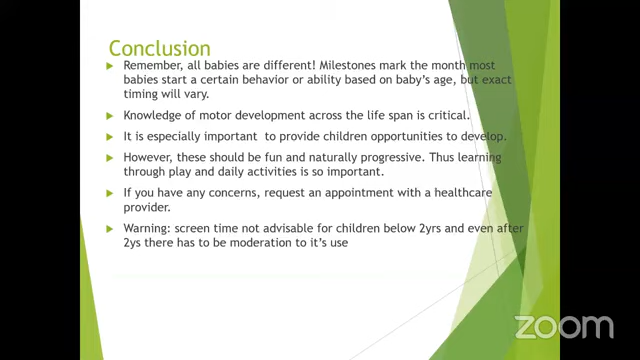 Conclusion
Remember, all babies are different! Milestones mark the month most
babies start a certain behavior or ability based on baby's age, but exact
timing will vary.
Knowledge of motor development across the life span is critical.
It is especially important to provide children opportunities to develop.
However, these should be fun and naturally progressive. Thus learning
through play and daily activities is so important.
If you have any concerns, request an appointment with a healthcare
provider.
Warning: screen time not advisable for children below 2yrs and even after
2ys there has to be moderation to it's use
zoom